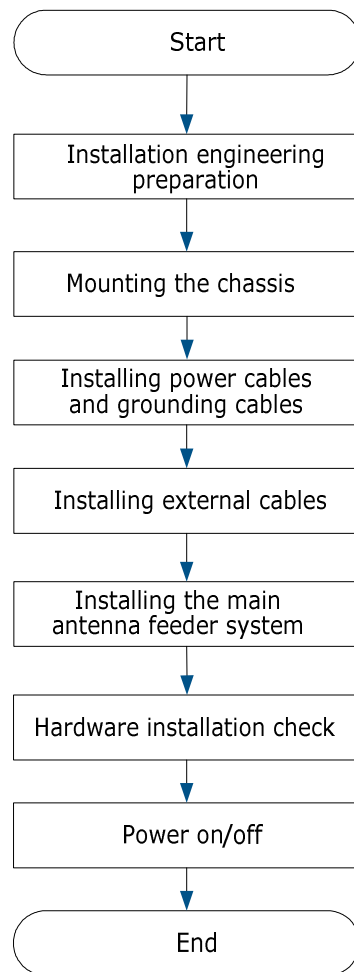 Start
Installation engineering
preparation
Mounting the chassis
Installing power cables
and grounding cables
Installing external cables
Installing the main
antenna feeder system
Hardware installation check
Power on/off
End